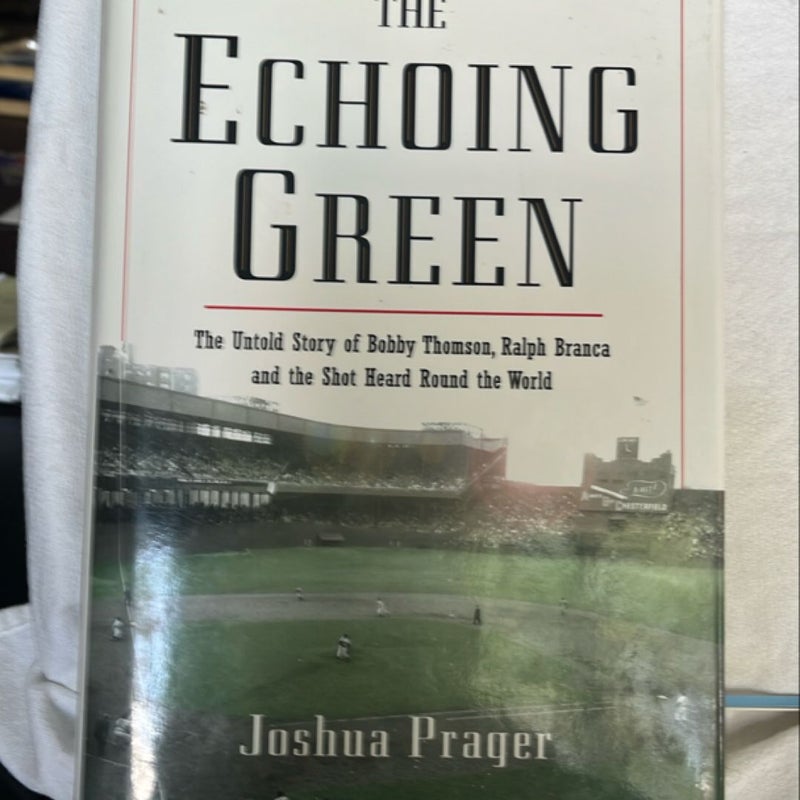 THE
ECHOING
GREEN
The Untold Story of Bobby Thomson, Ralph Branca
and the Shot Heard Round the World
CHESTERFIELD
Joshua Prager